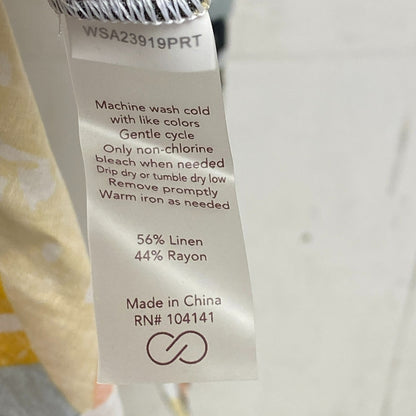 WSA23919PRT
Machine wash cold
with like colors
Gentle cycle
Only non-chlorine
bleach when needed
Drip dry or tumble dry low
Remove promptly
Warm iron as needed
56% Linen
44% Rayon
Made in China
RN# 104141